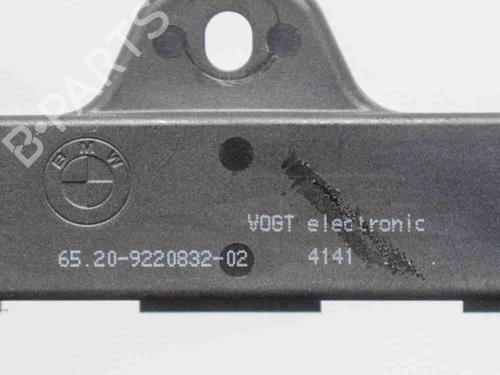 B-PARTS
BMW
VOGT electronic
65.20-9220832-02 4141